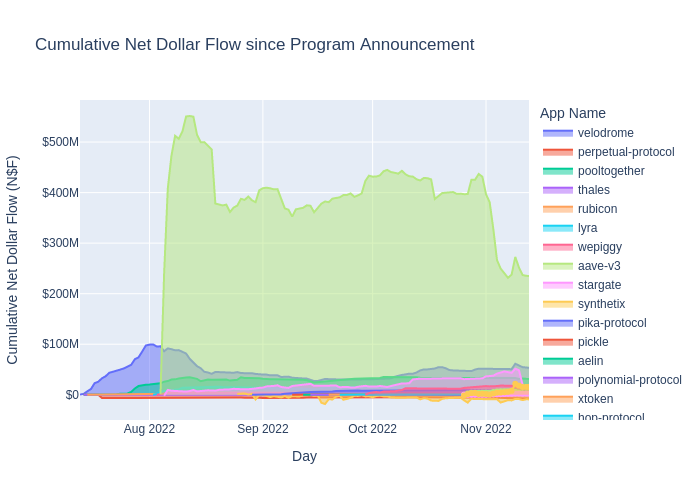 Cumulative Net Dollar Flow since Program Announcement
Cumulative Net Dollar Flow (N$F)
$500M
$400M
$300M
$200M
$100M
$0
Aug 2022
Sep 2022
Oct 2022
Nov 2022
Day
App Name
velodrome
perpetual-protocol
pooltogether
thales
rubicon
lyra
wepiggy
aave-v3
stargate
synthetix
pika-protocol
pickle
aelin
polynomial-protocol
xtoken
hop-protocol